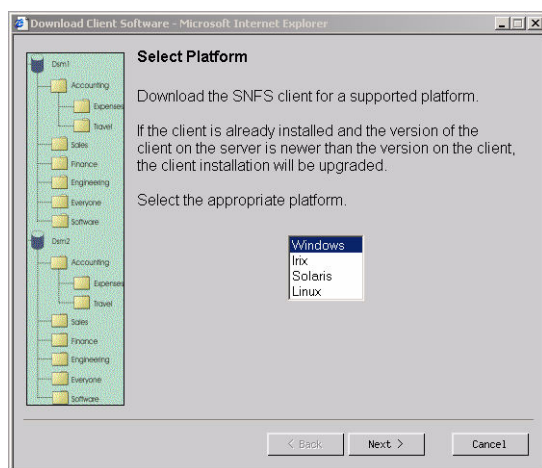 Download Client Software - Microsoft Internet Explorer
Dsm1
Accounting
Expenses
Travel
Sales
Finance
Engineering
Everyone
Software
Dsm2
Accounting
Expenses
Travel
Sales
Finance
Engineering
Everyone
Software
Select Platform
Download the SNFS client for a supported platform.
If the client is already installed and the version of the
client on the server is newer than the version on the client,
the client installation will be upgraded.
Select the appropriate platform.
Windows
Irix
Solaris
Linux
< Back
Next >
Cancel